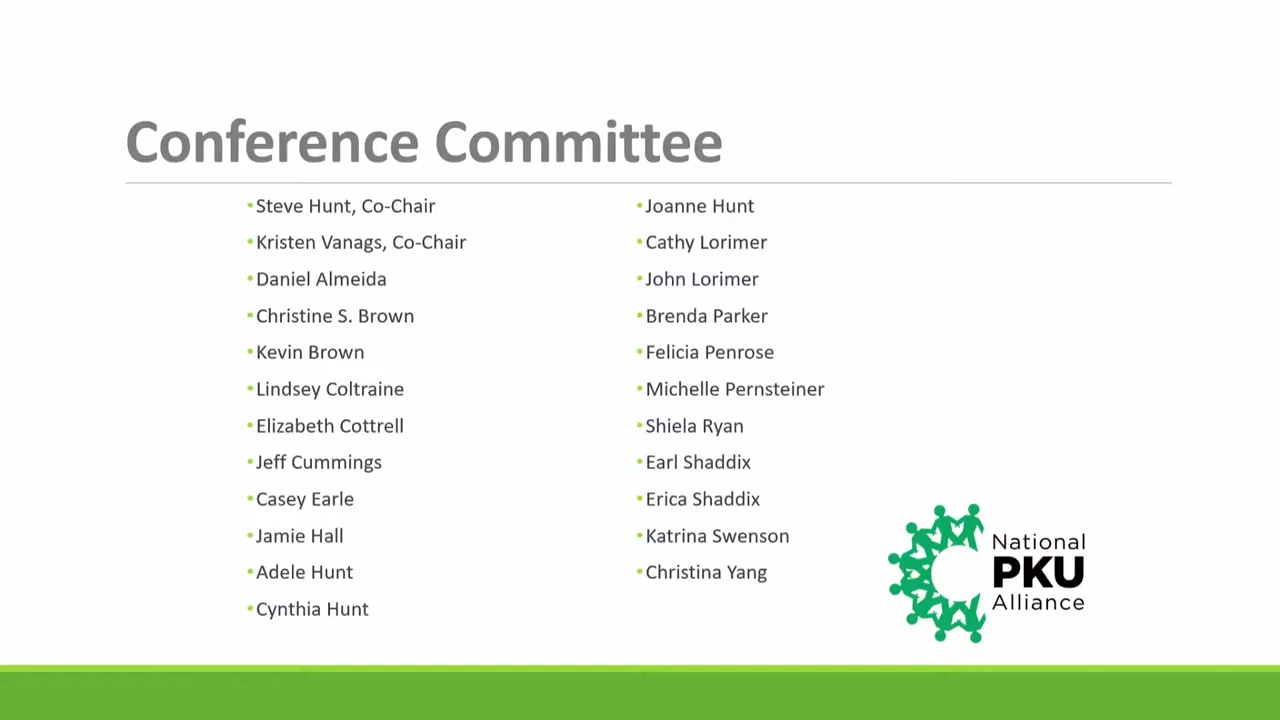 Conference Committee
•Steve Hunt, Co-Chair
•Kristen Vanags, Co-Chair
•Daniel Almeida
•Christine S. Brown
•Kevin Brown
•Lindsey Coltraine
•Elizabeth Cottrell
•Jeff Cummings
•Casey Earle
•Jamie Hall
•Adele Hunt
•Cynthia Hunt
•Joanne Hunt
•Cathy Lorimer
•John Lorimer
•Brenda Parker
•Felicia Penrose
•Michelle Pernsteiner
•Shiela Ryan
•Earl Shaddix
•Erica Shaddix
•Katrina Swenson
•Christina Yang
National
PKU
Alliance